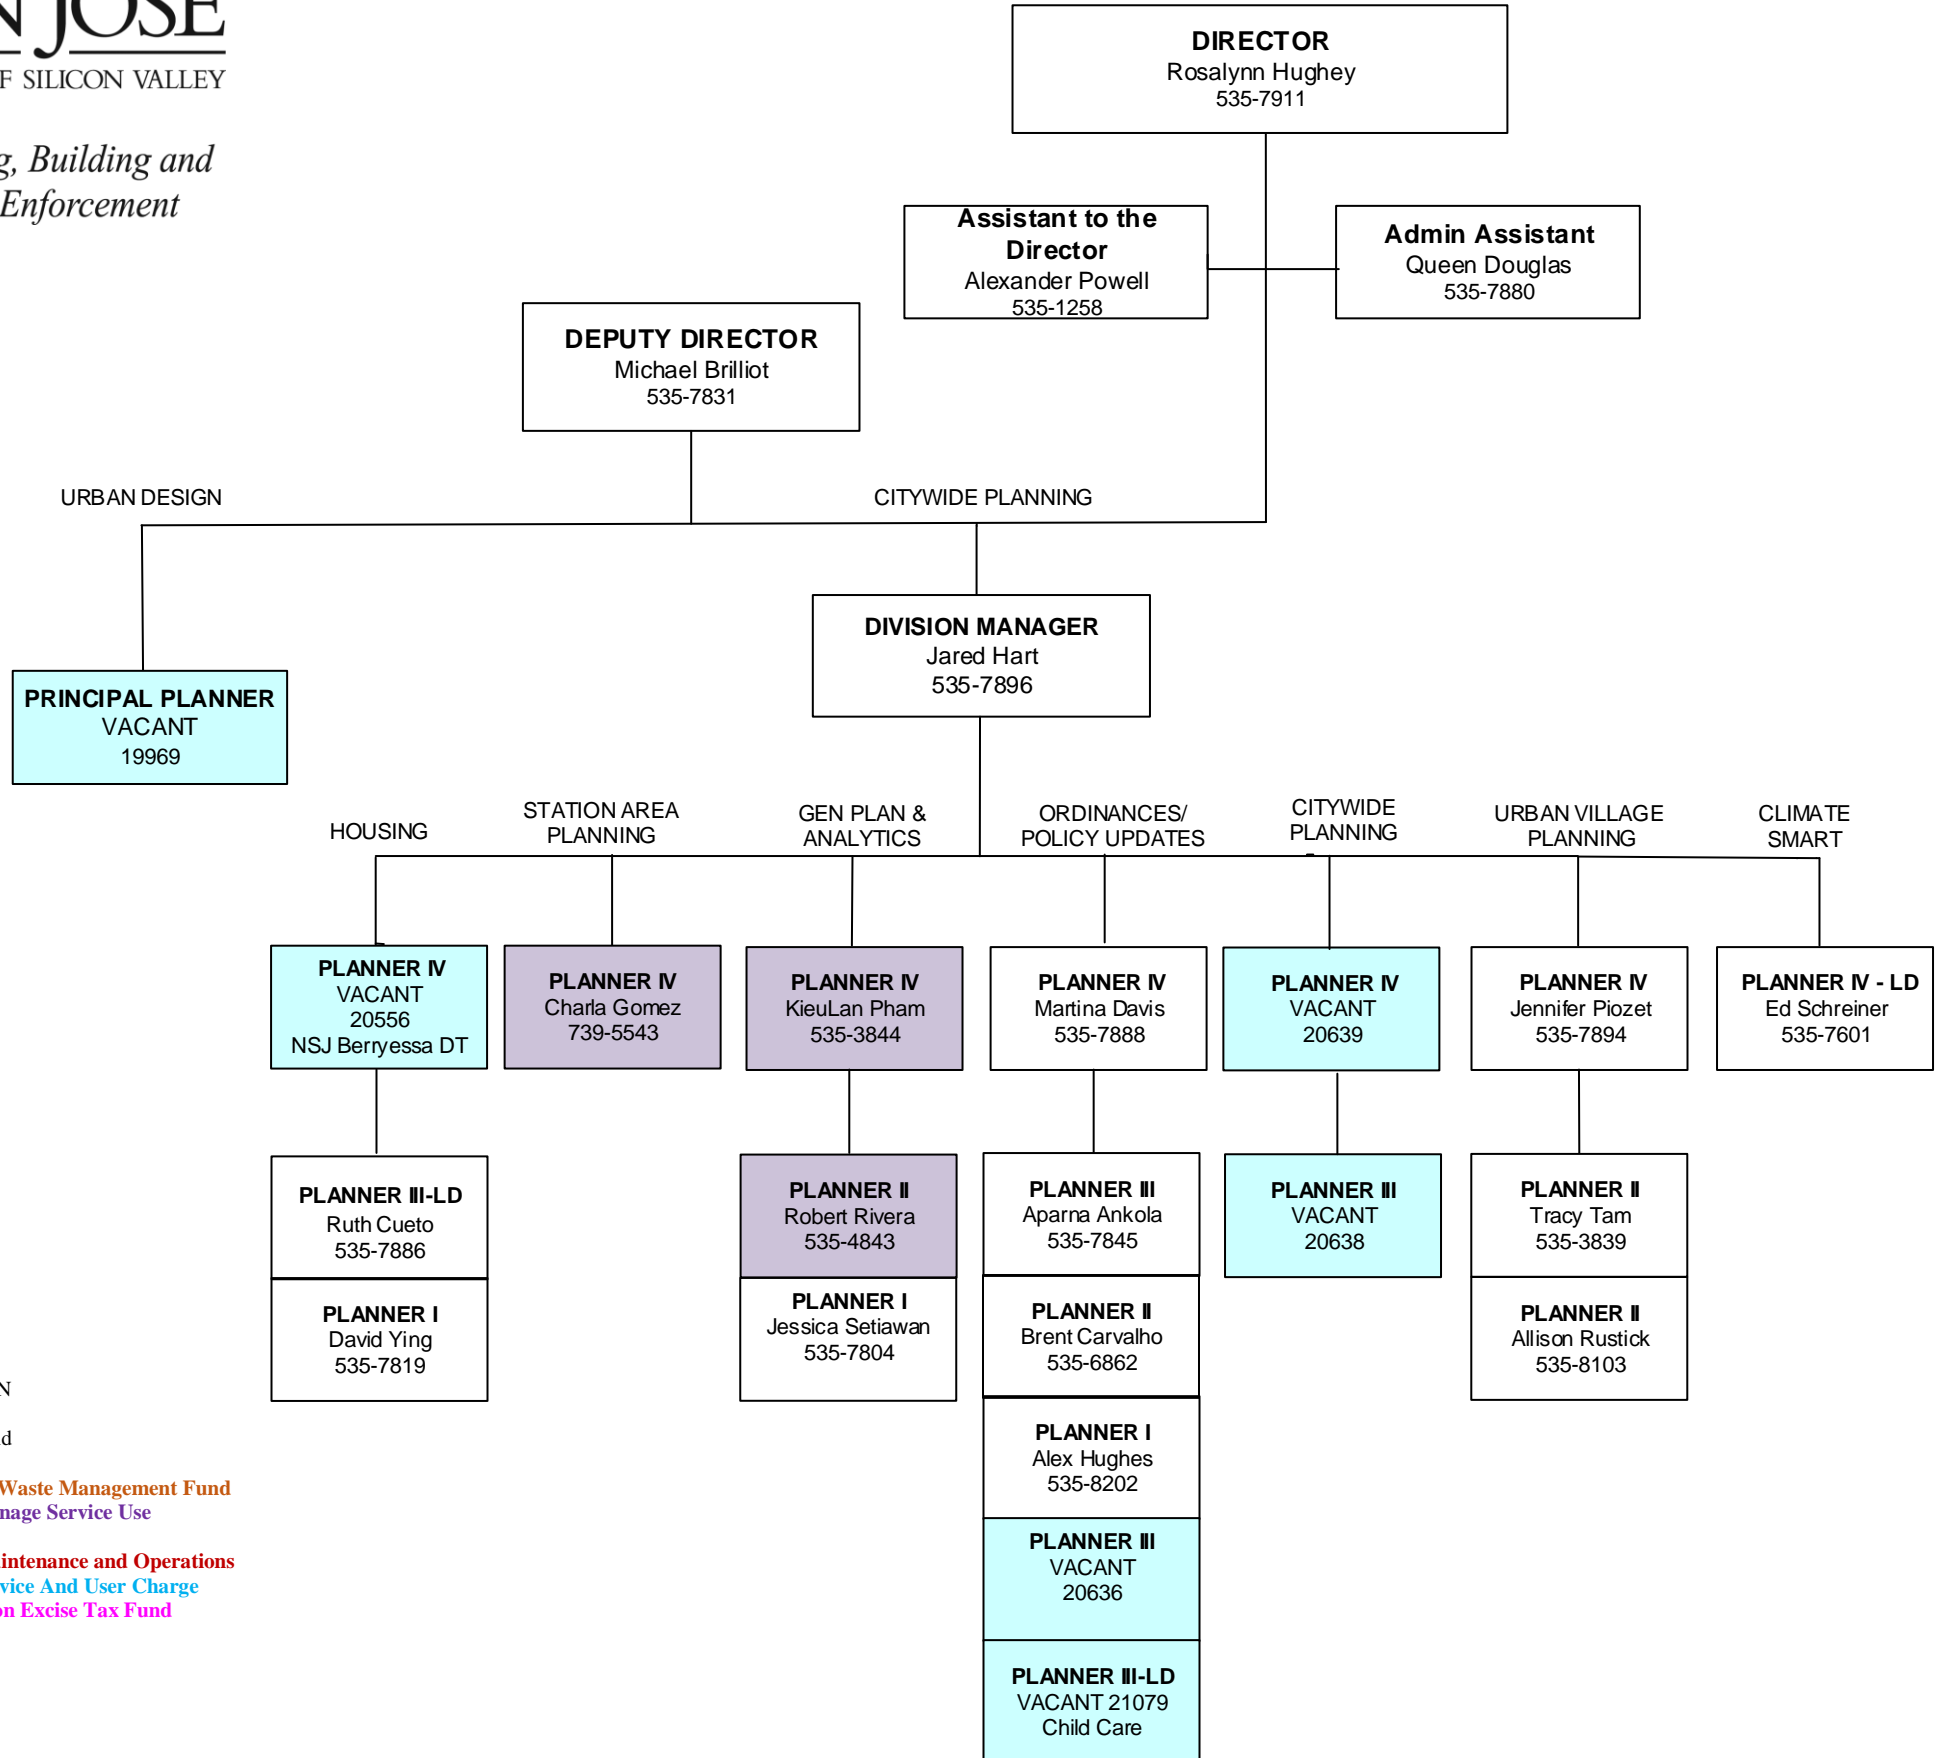 N JOSE
F SILICON VALLEY
g, Building and
Enforcement
DIRECTOR
Rosalynn Hughey
535-7911
Assistant to the
Director
Alexander Powell
535-1258
Admin Assistant
Queen Douglas
535-7880
DEPUTY DIRECTOR
Michael Brilliot
535-7831
URBAN DESIGN
CITYWIDE PLANNING
DIVISION MANAGER
Jared Hart
535-7896
PRINCIPAL PLANNER
VACANT
19969
HOUSING
STATION AREA
PLANNING
GEN PLAN &
ANALYTICS
ORDINANCES/
POLICY UPDATES
CITYWIDE
PLANNING
URBAN VILLAGE
PLANNING
CLIMATE
SMART
PLANNER IV
VACANT
20556
NSJ Berryessa DT
PLANNER IV
Charla Gomez
739-5543
PLANNER IV
KieuLan Pham
535-3844
PLANNER IV
Martina Davis
535-7888
PLANNER IV
VACANT
20639
PLANNER IV
Jennifer Piozet
535-7894
PLANNER IV - LD
Ed Schreiner
535-7601
PLANNER III-LD
Ruth Cueto
535-7886
PLANNER I
David Ying
535-7819
PLANNER II
Robert Rivera
535-4843
PLANNER I
Jessica Setiawan
535-7804
PLANNER III
Aparna Ankola
535-7845
PLANNER II
Brent Carvalho
535-6862
PLANNER I
Alex Hughes
535-8202
PLANNER III
VACANT
20636
PLANNER III-LD
VACANT 21079
Child Care
PLANNER III
VACANT
20638
PLANNER II
Tracy Tam
535-3839
PLANNER II
Allison Rustick
535-8103
N
d
Waste Management Fund
nage Service Use
intenance and Operations
vice And User Charge
on Excise Tax Fund